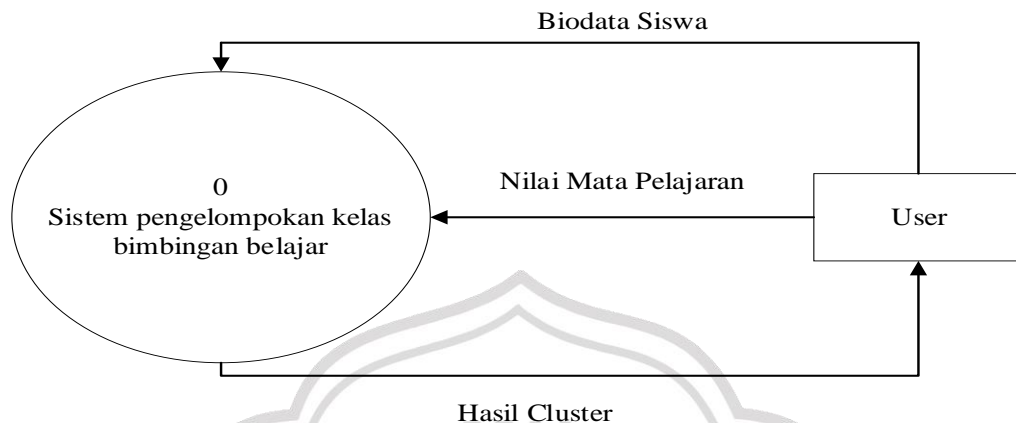 Biodata Siswa
Nilai Mata Pelajaran
0
Sistem pengelompokan kelas
bimbingan belajar
User
Hasil Cluster